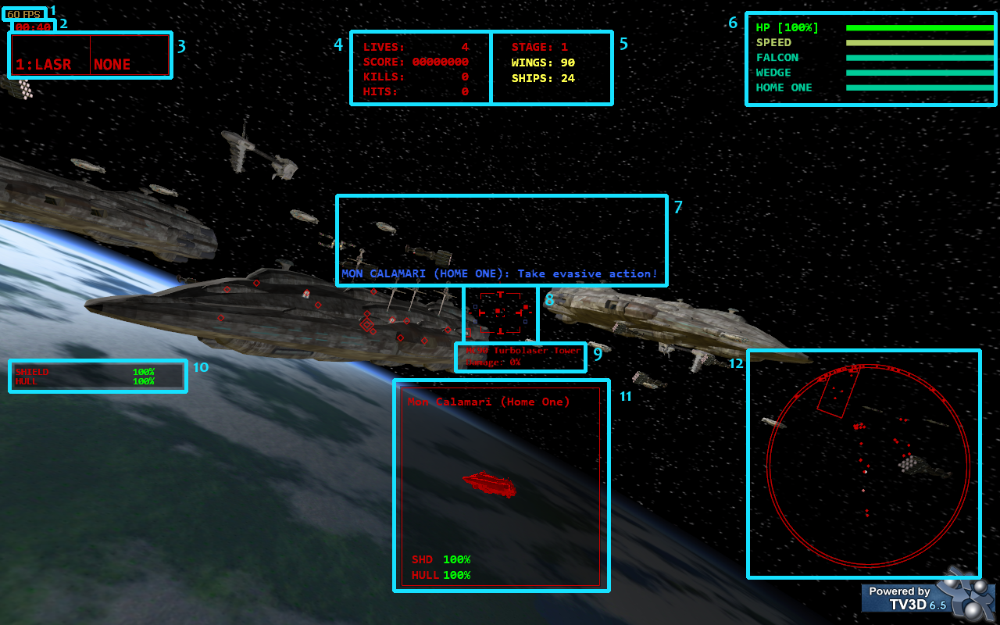 60 FPS 1
00:40 2
1:LASR NONE 3
4
LIVES: 4
SCORE: 00000000
KILLS: 0
HITS: 0
STAGE: 1 5
WINGS: 90
SHIPS: 24
6 HP [100%]
SPEED
FALCON
WEDGE
HOME ONE
7
MON CALAMARI (HOME ONE): Take evasive action!
8
Turbolaser Tower 9
Damage: 0%
SHIELD 100% 10
HULL 100%
11
Mon Calamari (Home One)
SHD 100%
HULL 100%
12
Powered by
TV3D 6.5